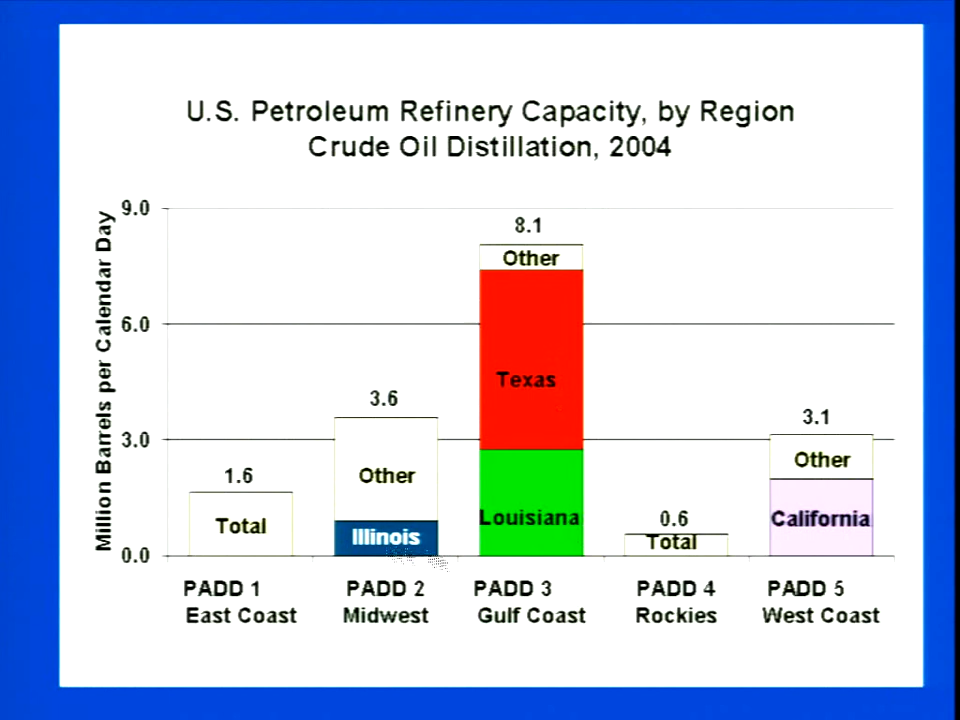 U.S. Petroleum Refinery Capacity, by Region
Crude Oil Distillation, 2004
Million Barrels per Calendar Day
9.0
6.0
3.0
0.0
1.6
Total
3.6
Other
Illinois
8.1
Other
Texas
Louisiana
0.6
Total
3.1
Other
California
PADD 1
East Coast
PADD 2
Midwest
PADD 3
Gulf Coast
PADD 4
Rockies
PADD 5
West Coast